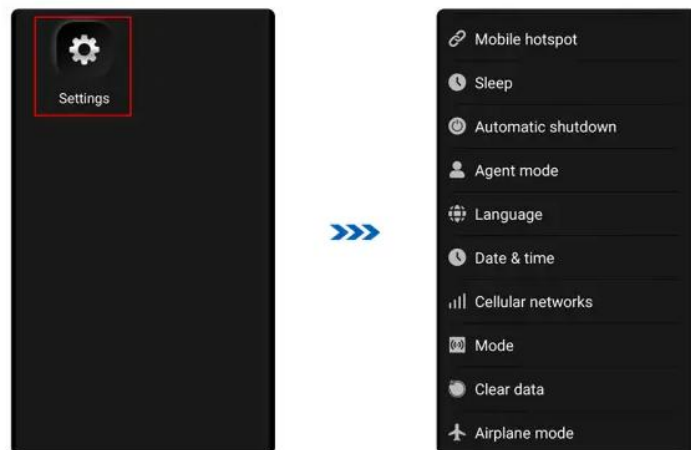 Settings
Mobile hotspot
Sleep
Automatic shutdown
Agent mode
Language
Date & time
Cellular networks
Mode
Clear data
Airplane mode